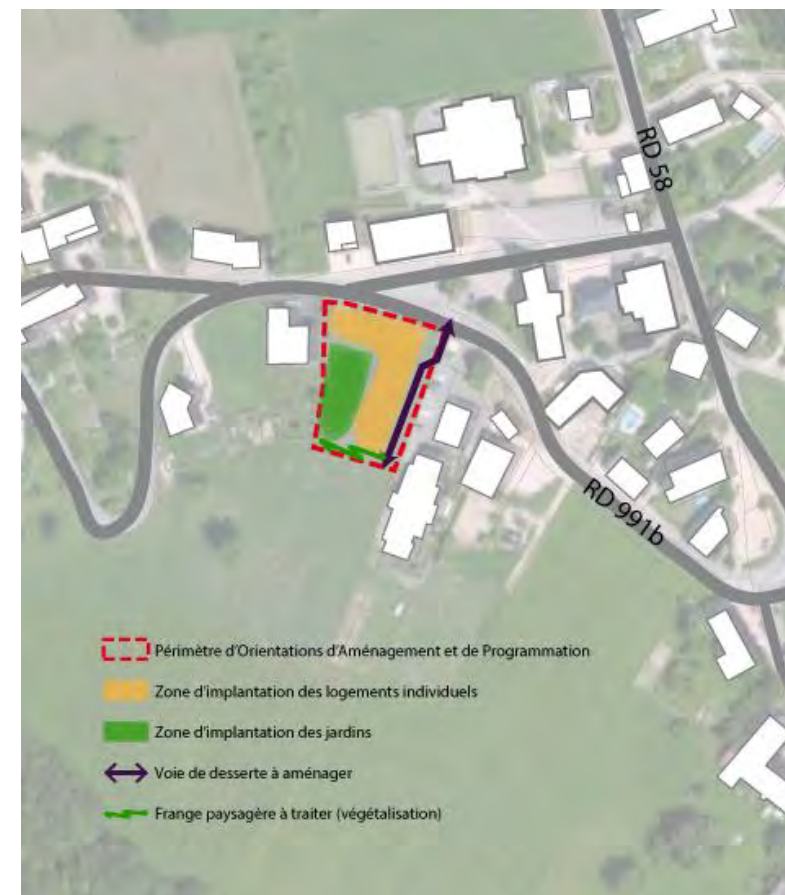 RD 58
RD 991b
Périmètre d'Orientations d'Aménagement et de Programmation
Zone d'implantation des logements individuels
Zone d'implantation des jardins
Voie de desserte à aménager
Frange paysagère à traiter (végétalisation)